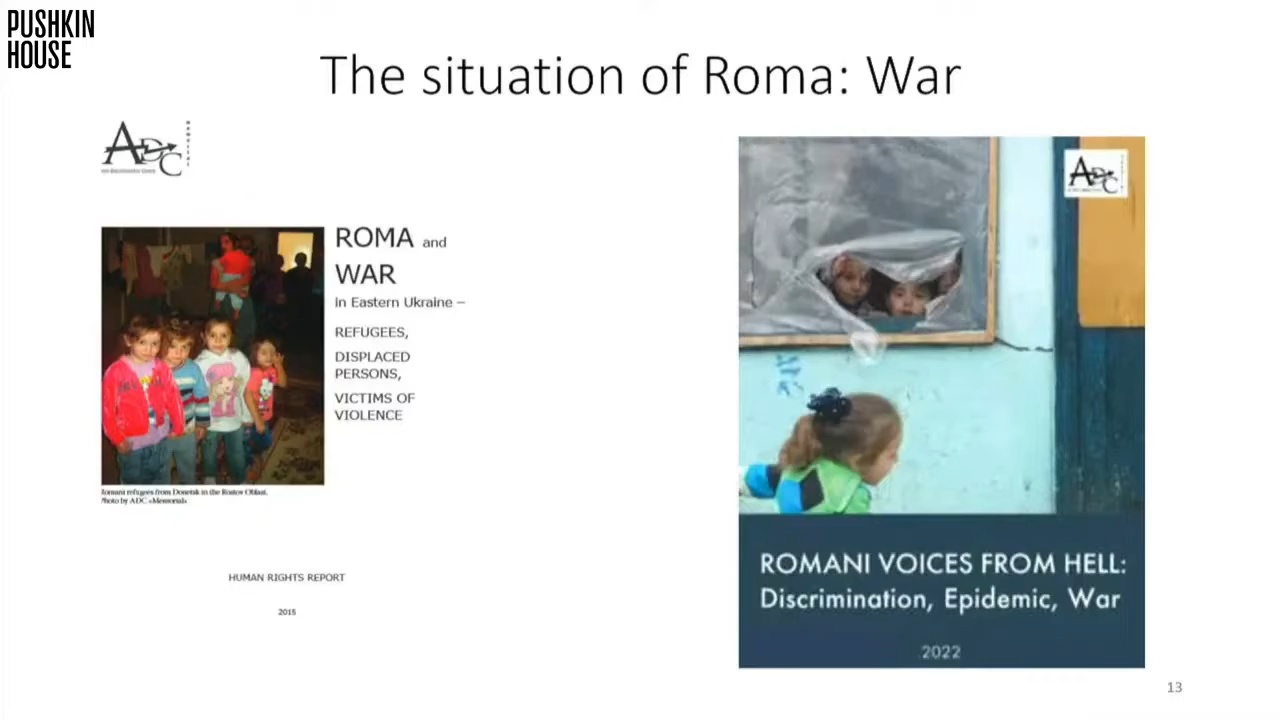 PUSHKIN
HOUSE
The situation of Roma: War
ADC
MEMORIAL
ROMA and
WAR
in Eastern Ukraine –
REFUGEES,
DISPLACED
PERSONS,
VICTIMS OF
VIOLENCE
Romani refugees from Donetsk in the Rostov Oblast.
Photo by ADC «Memorial»
HUMAN RIGHTS REPORT
2015
ADC
ROMANI VOICES FROM HELL:
Discrimination, Epidemic, War
2022
13